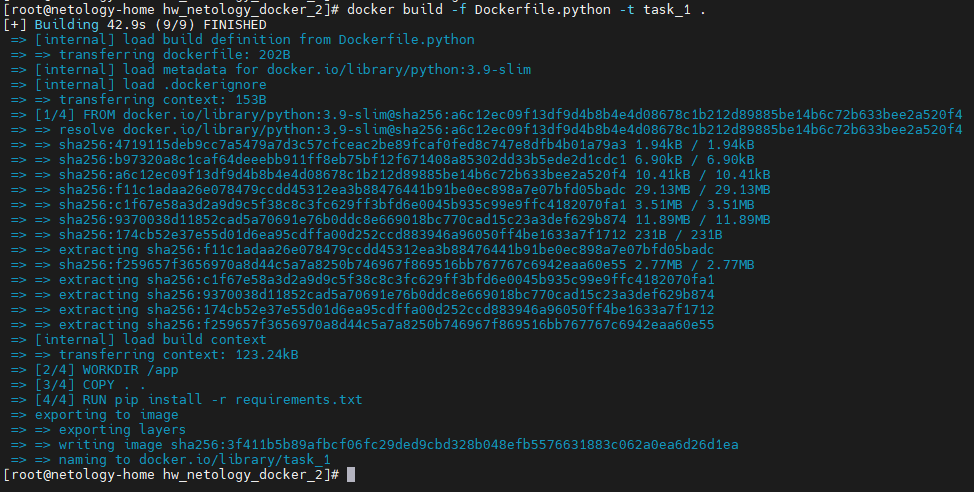 [root@netology-home hw_netology_docker_2]# docker build -f Dockerfile.python -t task_1 .
[+] Building 42.9s (9/9) FINISHED
=> [internal] load build definition from Dockerfile.python
=> => transferring dockerfile: 202B
=> [internal] load metadata for docker.io/library/python:3.9-slim
=> [internal] load .dockerignore
=> => transferring context: 153B
=> [1/4] FROM docker.io/library/python:3.9-slim@sha256:a6c12ec09f13df9d4b8b4e4d08678c1b212d89885be14b6c72b633bee2a520f4
=> => resolve docker.io/library/python:3.9-slim@sha256:a6c12ec09f13df9d4b8b4e4d08678c1b212d89885be14b6c72b633bee2a520f4
=> => sha256:4719115deb9cc7a5479a7d3c57cfceac2be89fcaf0fed8c747e8dfb4b01a79a3 1.94kB / 1.94kB
=> => sha256:b97320a8c1caf64deeebb911ff8eb75bf12f671408a85302dd33b5ede2d1cdc1 6.90kB / 6.90kB
=> => sha256:a6c12ec09f13df9d4b8b4e4d08678c1b212d89885be14b6c72b633bee2a520f4 10.41kB / 10.41kB
=> => sha256:f11c1adaa26e078479ccdd45312ea3b88476441b91be0ec898a7e07bfd05badc 29.13MB / 29.13MB
=> => sha256:c1f67e58a3d2a9d9c5f38c8c3fc629ff3bfd6e0045b935c99e9ffc4182070fa1 3.51MB / 3.51MB
=> => sha256:9370038d11852cad5a70691e76b0ddc8e669018bc770cad15c23a3def629b874 11.89MB / 11.89MB
=> => sha256:174cb52e37e55d01d6ea95cdffa00d252ccd883946a96050ff4be1633a7f1712 231B / 231B
=> => extracting sha256:f11c1adaa26e078479ccdd45312ea3b88476441b91be0ec898a7e07bfd05badc
=> => sha256:f259657f3656970a8d44c5a7a8250b746967f869516bb767767c6942eaa60e55 2.77MB / 2.77MB
=> => extracting sha256:c1f67e58a3d2a9d9c5f38c8c3fc629ff3bfd6e0045b935c99e9ffc4182070fa1
=> => extracting sha256:9370038d11852cad5a70691e76b0ddc8e669018bc770cad15c23a3def629b874
=> => extracting sha256:174cb52e37e55d01d6ea95cdffa00d252ccd883946a96050ff4be1633a7f1712
=> => extracting sha256:f259657f3656970a8d44c5a7a8250b746967f869516bb767767c6942eaa60e55
=> [internal] load build context
=> => transferring context: 123.24kB
=> [2/4] WORKDIR /app
=> [3/4] COPY . .
=> [4/4] RUN pip install -r requirements.txt
=> exporting to image
=> => exporting layers
=> => writing image sha256:3f411b5b89afbcf06fc29ded9cbd328b048efb5576631883c062a0ea6d26d1ea
=> => naming to docker.io/library/task_1
[root@netology-home hw_netology_docker_2]#